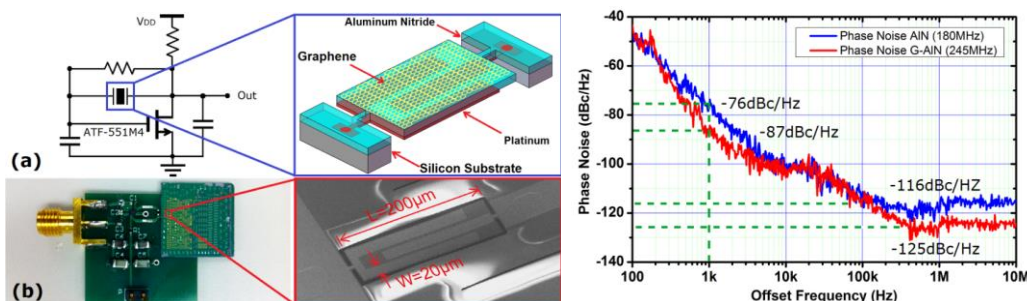 VDD
Out
ATF-551M4
(a)
Aluminum Nitride
Graphene
Platinum
Silicon Substrate
(b)
L=200μm
W=20μm
Phase Noise (dBc/Hz)
-40
-60
-80
-100
-120
-140
Phase Noise AlN (180MHz)
Phase Noise G-AlN (245MHz)
-76dBc/Hz
-87dBc/Hz
-116dBc/HZ
-125dBc/Hz
100
1k
10k
100k
1M
10M
Offset Frequency (Hz)